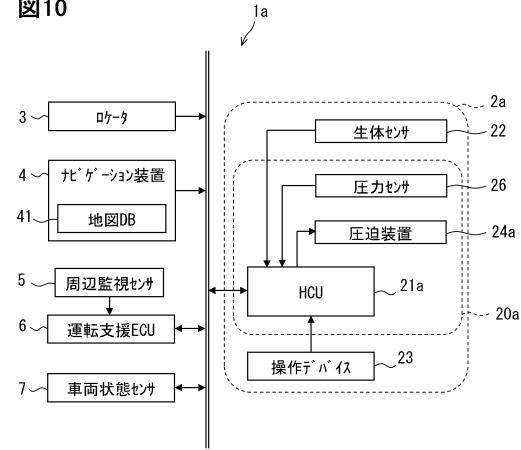 図10
1a
2a
3
ロケータ
生体センサ
22
4
ナビゲーション装置
圧力センサ
26
41
地図DB
圧迫装置
24a
5
周辺監視センサ
HCU
21a
6
運転支援ECU
20a
操作デバイス
23
7
車両状態センサ